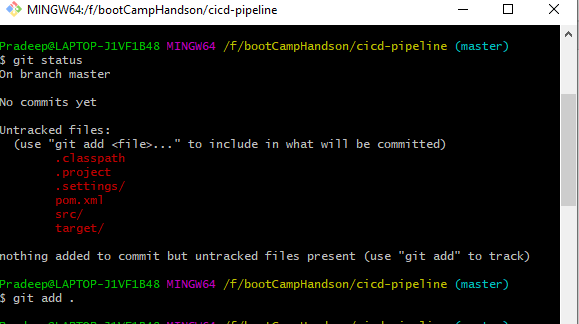 MINGW64:/f/bootCampHandson/cicd-pipeline
Pradeep@LAPTOP-J1VF1B48 MINGW64 /f/bootCampHandson/cicd-pipeline (master)
$ git status
On branch master
No commits yet
Untracked files:
(use "git add <file>..." to include in what will be committed)
.classpath
.project
.settings/
pom.xml
src/
target/
nothing added to commit but untracked files present (use "git add" to track)
Pradeep@LAPTOP-J1VF1B48 MINGW64 /f/bootCampHandson/cicd-pipeline (master)
$ git add .